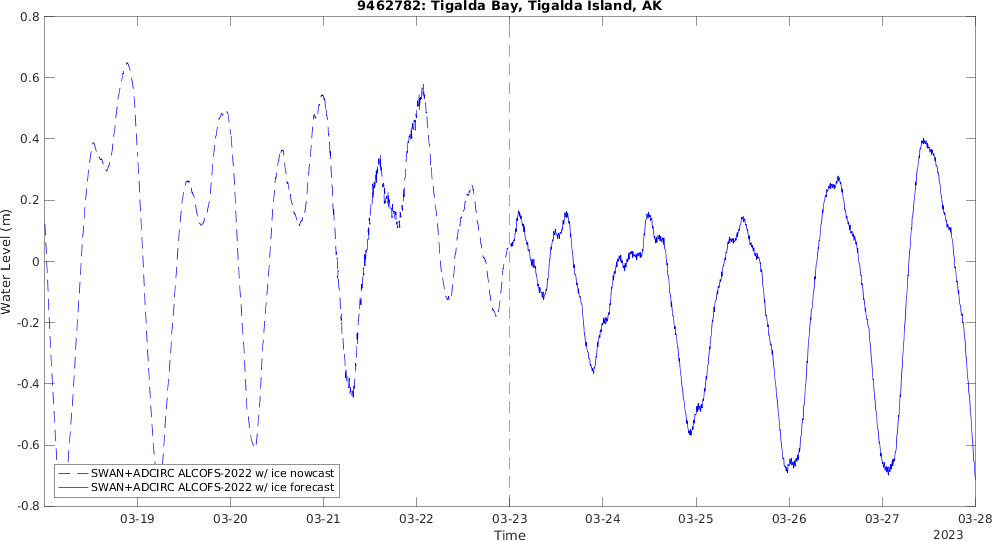 9462782: Tigalda Bay, Tigalda Island, AK
0.8
0.6
0.4
0.2
0
-0.2
-0.4
-0.6
-0.8
Water Level (m)
SWAN+ADCIRC ALCOFS-2022 w/ ice nowcast
SWAN+ADCIRC ALCOFS-2022 w/ ice forecast
03-19 03-20 03-21 03-22 03-23 03-24 03-25 03-26 03-27 03-28
Time
2023